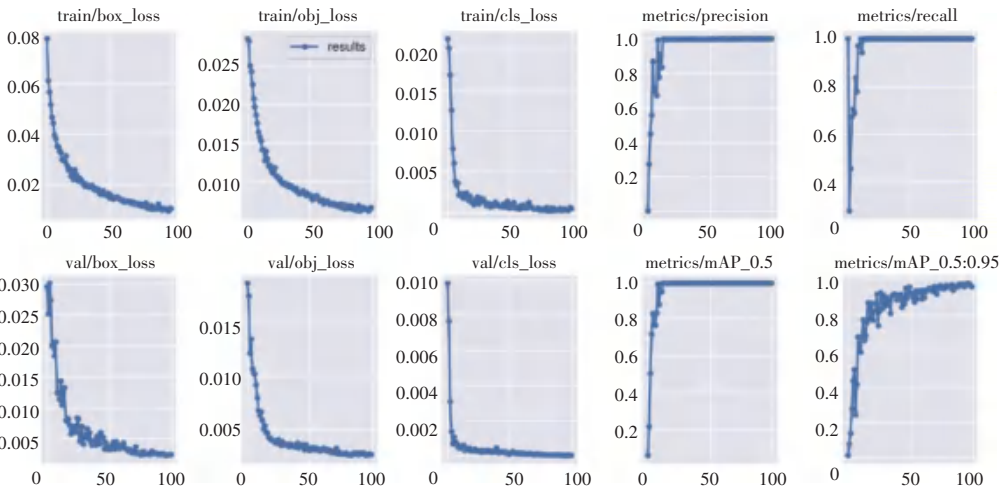 train/box_loss
train/obj_loss
train/cls_loss
metrics/precision
metrics/recall
0.08
0.06
0.04
0.02
0 50 100
results
0.025
0.020
0.015
0.010
0 50 100
0.020
0.015
0.010
0.005
0
0 50 100
1.0
0.8
0.6
0.4
0.2
0
0 50 100
1.0
0.8
0.6
0.4
0
0 50 100
val/box_loss
val/obj_loss
val/cls_loss
metrics/mAP_0.5
metrics/mAP_0.5:0.95
0.030
0.025
0.020
0.015
0.010
0.005
0 50 100
0.015
0.010
0.005
0 50 100
0.010
0.008
0.006
0.004
0.002
0 50 100
1.0
0.8
0.6
0.4
0.2
0 50 100
1.0
0.8
0.6
0.4
0.2
0 50 100